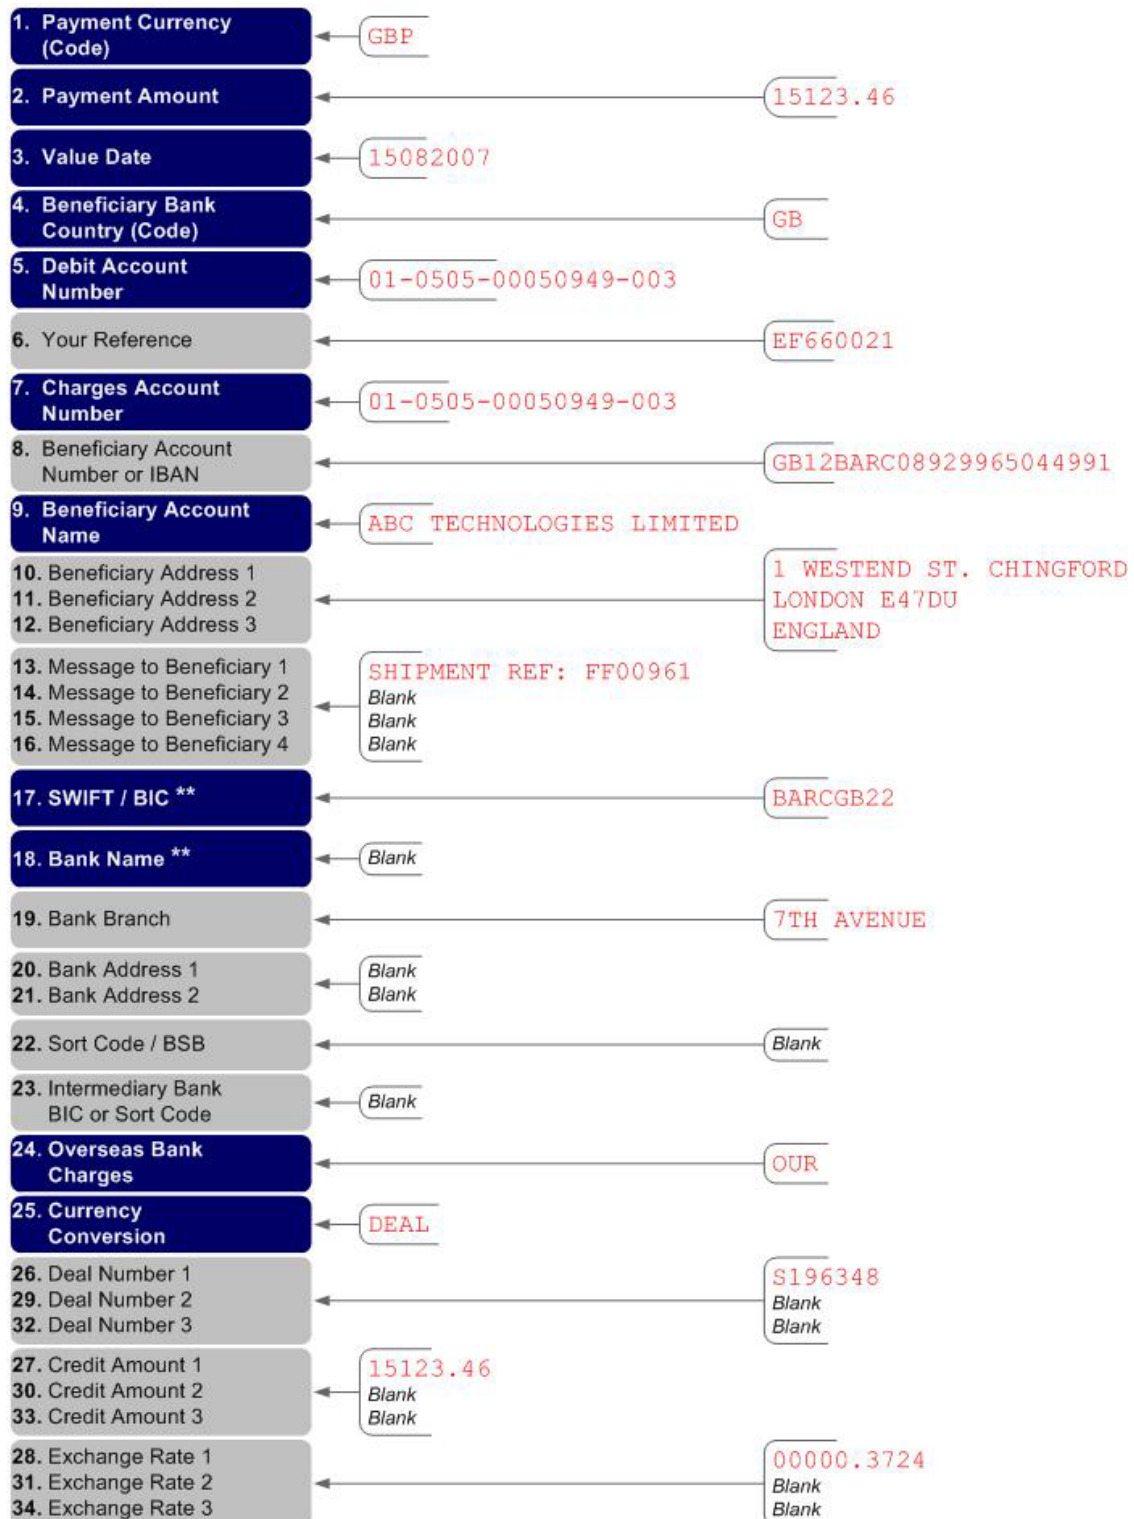 1. Payment Currency
(Code)
GBP
2. Payment Amount
15123.46
3. Value Date
15082007
4. Beneficiary Bank
Country (Code)
GB
5. Debit Account
Number
01-0505-00050949-003
6. Your Reference
EF660021
7. Charges Account
Number
01-0505-00050949-003
8. Beneficiary Account
Number or IBAN
GB12BARC08929965044991
9. Beneficiary Account
Name
ABC TECHNOLOGIES LIMITED
10. Beneficiary Address 1
11. Beneficiary Address 2
12. Beneficiary Address 3
1 WESTEND ST. CHINGFORD
LONDON E47DU
ENGLAND
13. Message to Beneficiary 1
14. Message to Beneficiary 2
15. Message to Beneficiary 3
16. Message to Beneficiary 4
SHIPMENT REF: FF00961
Blank
Blank
Blank
17. SWIFT / BIC **
BARCGB22
18. Bank Name **
Blank
19. Bank Branch
7TH AVENUE
20. Bank Address 1
21. Bank Address 2
Blank
Blank
22. Sort Code / BSB
Blank
23. Intermediary Bank
BIC or Sort Code
Blank
24. Overseas Bank
Charges
OUR
25. Currency
Conversion
DEAL
26. Deal Number 1
29. Deal Number 2
32. Deal Number 3
S196348
Blank
Blank
27. Credit Amount 1
30. Credit Amount 2
33. Credit Amount 3
15123.46
Blank
Blank
28. Exchange Rate 1
31. Exchange Rate 2
34. Exchange Rate 3
00000.3724
Blank
Blank